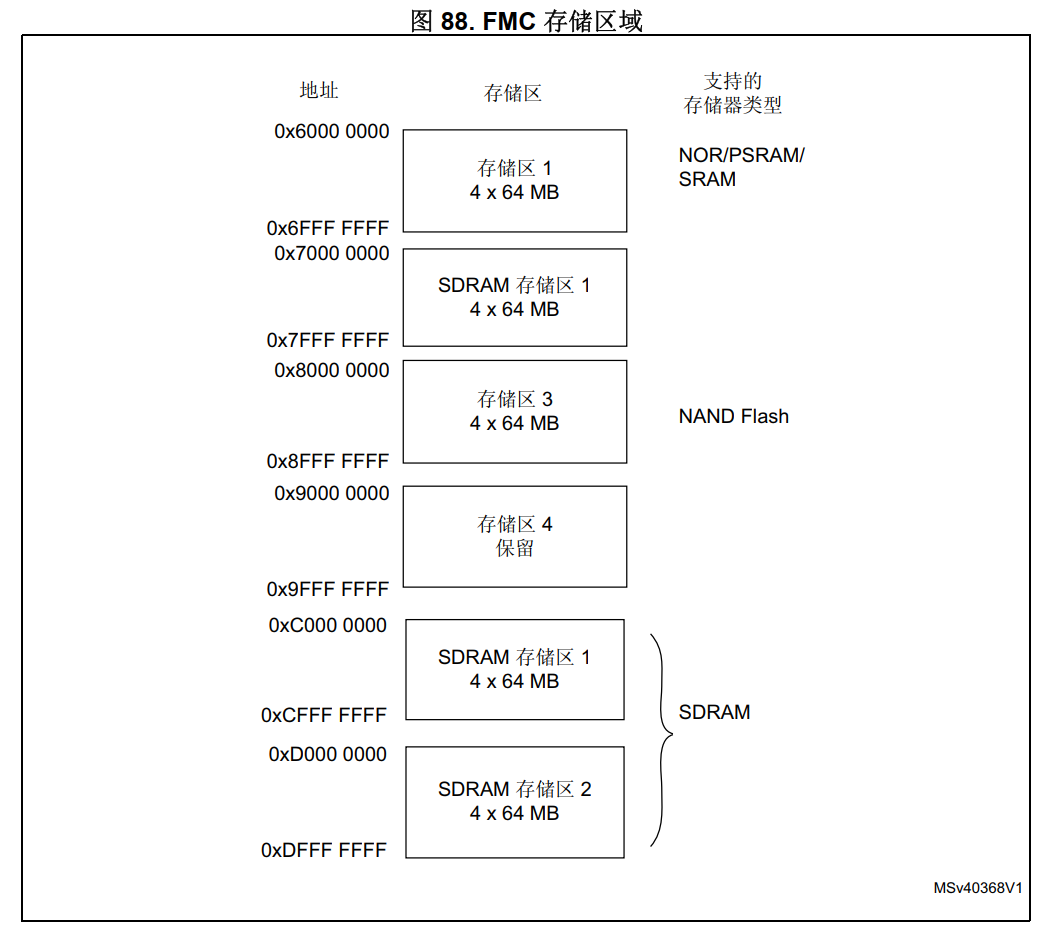 图 88. FMC 存储区域
地址
存储区
支持的
存储器类型
0x6000 0000
存储区 1
4 x 64 MB
NOR/PSRAM/
SRAM
0x6FFF FFFF
0x7000 0000
SDRAM 存储区 1
4 x 64 MB
0x7FFF FFFF
0x8000 0000
存储区 3
4 x 64 MB
NAND Flash
0x8FFF FFFF
0x9000 0000
存储区 4
保留
0x9FFF FFFF
0xC000 0000
SDRAM 存储区 1
4 x 64 MB
0xCFFF FFFF
SDRAM
0xD000 0000
SDRAM 存储区 2
4 x 64 MB
0xDFFF FFFF
MSv40368V1